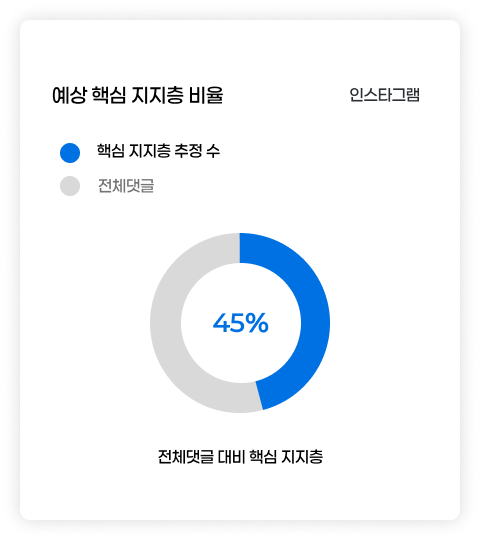 예상 핵심 지지층 비율
인스타그램
핵심 지지층 추정 수
전체댓글
45%
전체댓글 대비 핵심 지지층